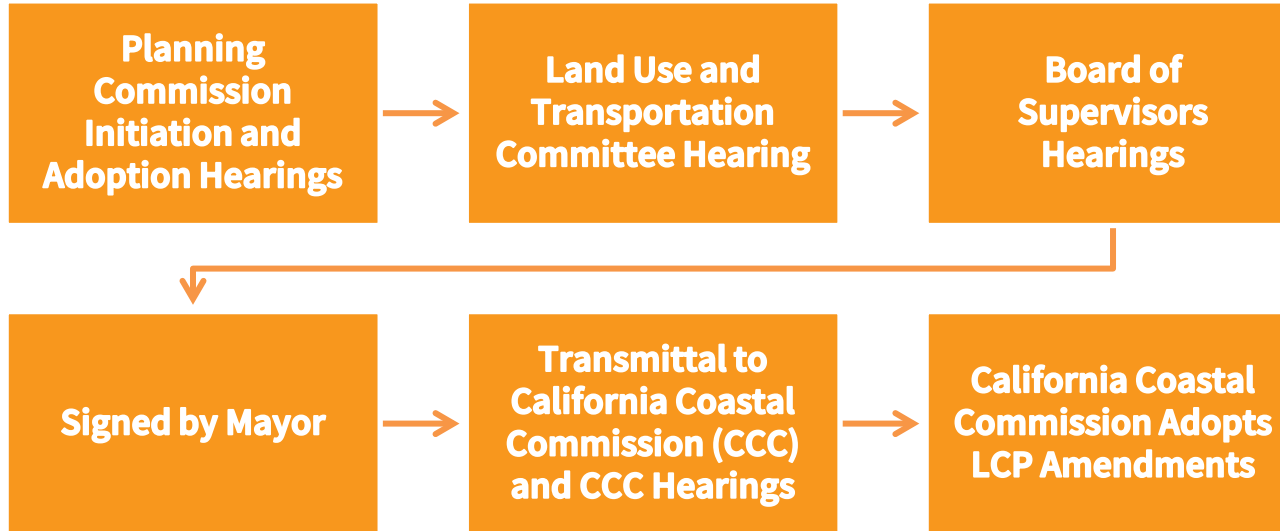 Planning
Commission
Initiation and
Adoption Hearings
Land Use and
Transportation
Committee Hearing
Board of
Supervisors
Hearings
Signed by Mayor
Transmittal to
California Coastal
Commission (CCC)
and CCC Hearings
California Coastal
Commission Adopts
LCP Amendments